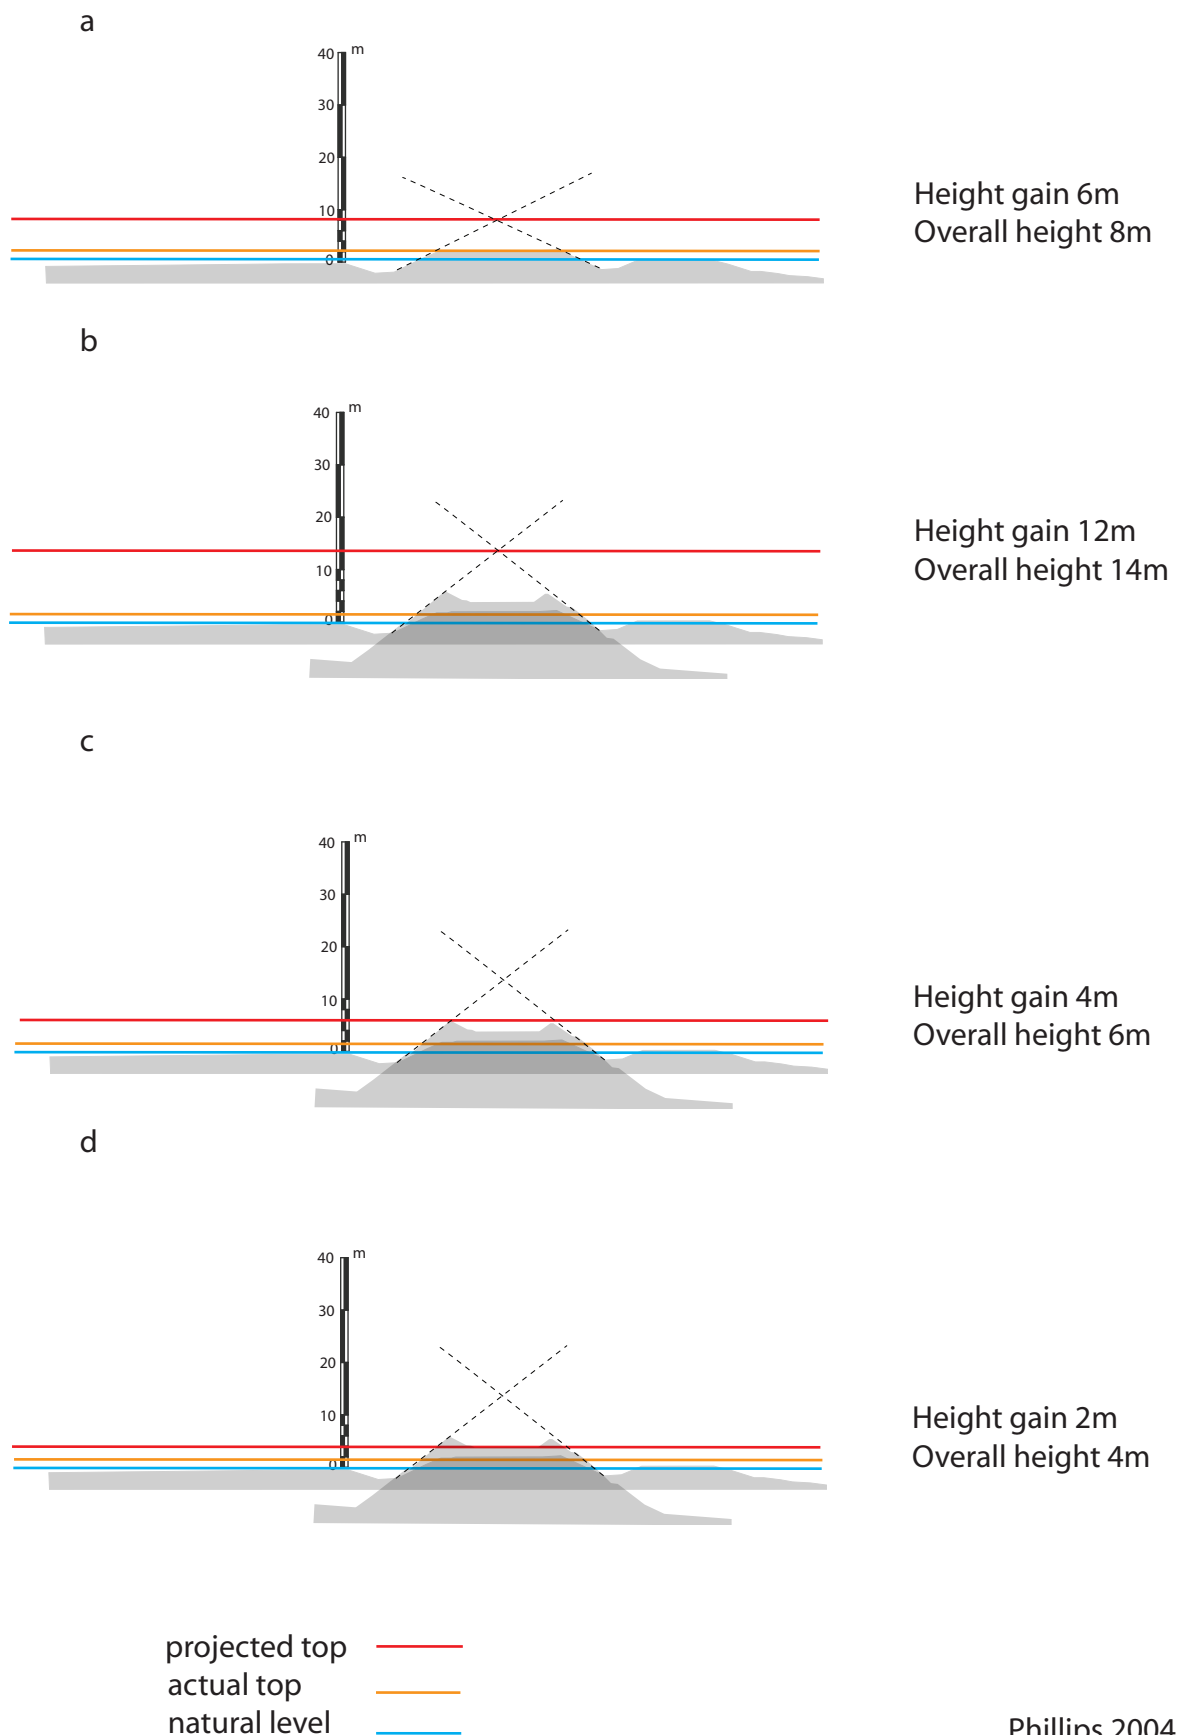 a
40 m
30
20
10
0
Height gain 6m
Overall height 8m
b
40 m
30
20
10
0
Height gain 12m
Overall height 14m
c
40 m
30
20
10
0
Height gain 4m
Overall height 6m
d
40 m
30
20
10
0
Height gain 2m
Overall height 4m
projected top
actual top
natural level
Phillips 2004